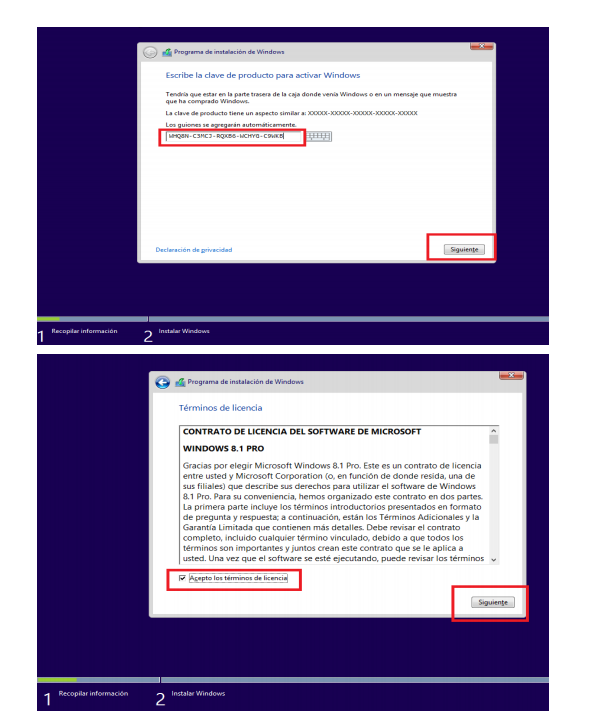 Programa de instalación de Windows
Escribe la clave de producto para activar Windows
Tendría que estar en la parte trasera de la caja donde venía Windows o en un mensaje que muestra
que ha comprado Windows.
La clave de producto tiene un aspecto similar a: XXXXX-XXXXX-XXXXX-XXXXX-XXXXX
Los guiones se agregarán automáticamente.
Declaración de privacidad
Siguiente
1 Recopilar información
2 Instalar Windows
Programa de instalación de Windows
Términos de licencia
CONTRATO DE LICENCIA DEL SOFTWARE DE MICROSOFT
WINDOWS 8.1 PRO
Gracias por elegir Microsoft Windows 8.1 Pro. Este es un contrato de licencia
entre usted y Microsoft Corporation (o, en función de donde resida, una de
sus filiales) que describe sus derechos para utilizar el software de Windows
8.1 Pro. Para su conveniencia, hemos organizado este contrato en dos partes.
La primera parte incluye los términos introductorios presentados en formato
de pregunta y respuesta; a continuación, están los Términos Adicionales y la
Garantía Limitada que contienen más detalles. Debe revisar el contrato
completo, incluido cualquier término vinculado, debido a que todos los
términos son importantes y juntos crean este contrato que se le aplica a
usted. Una vez que el software se esté ejecutando, puede revisar los términos
Acepto los términos de licencia
Siguiente
1 Recopilar información
2 Instalar Windows